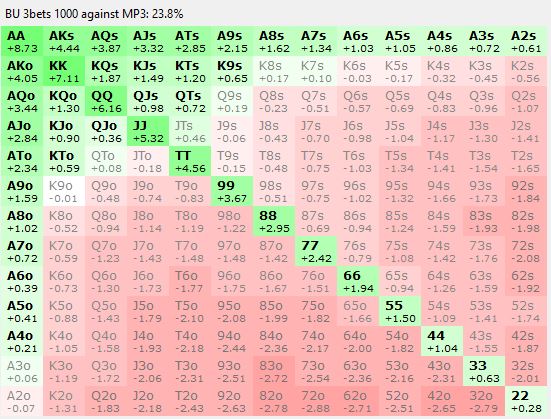 BU 3bets 1000 against MP3: 23.8%
AA AKs AQs AJs ATs A9s A8s A7s A6s A5s A4s A3s A2s
+8.73 +4.44 +3.87 +3.32 +2.85 +2.15 +1.62 +1.34 +1.03 +1.05 +0.86 +0.72 +0.61
AKo KK KQs KJs KTs K9s K8s K7s K6s K5s K4s K3s K2s
+4.05 +7.11 +1.87 +1.49 +1.20 +0.65 +0.17 +0.10 -0.03 -0.17 -0.32 -0.45 -0.56
AQo KQo QQ QJs QTs Q9s Q8s Q7s Q6s Q5s Q4s Q3s Q2s
+3.44 +1.30 +6.16 +0.98 +0.72 +0.19 -0.23 -0.51 -0.57 -0.69 -0.83 -0.96 -1.07
AJo KJo QJo JJ JTs J9s J8s J7s J6s J5s J4s J3s J2s
+2.84 +0.90 +0.36 +5.32 +0.46 -0.06 -0.43 -0.70 -0.98 -1.04 -1.17 -1.30 -1.41
ATo KTo QTo JTo TT T9s T8s T7s T6s T5s T4s T3s T2s
+2.34 +0.59 +0.08 -0.18 +4.56 -0.15 -0.48 -0.75 -1.03 -1.34 -1.41 -1.54 -1.65
A9o K9o Q9o J9o T9o 99 98s 97s 96s 95s 94s 93s 92s
+1.59 -0.01 -0.48 -0.74 -0.83 +3.67 -0.51 -0.75 -1.02 -1.32 -1.66 -1.73 -1.84
A8o K8o Q8o J8o T8o 98o 88 87s 86s 85s 84s 83s 82s
+1.02 -0.52 -0.94 -1.14 -1.19 -1.22 +2.95 -0.69 -0.94 -1.24 -1.59 -1.93 -1.98
A7o K7o Q7o J7o T7o 97o 87o 77 76s 75s 74s 73s 72s
+0.72 -0.59 -1.23 -1.43 -1.48 -1.48 -1.42 +2.42 -0.79 -1.08 -1.42 -1.76 -2.08
A6o K6o Q6o J6o T6o 96o 86o 76o 66 65s 64s 63s 62s
+0.39 -0.73 -1.30 -1.73 -1.77 -1.75 -1.67 -1.51 +1.94 -0.94 -1.26 -1.59 -1.92
A5o K5o Q5o J5o T5o 95o 85o 75o 65o 55 54s 53s 52s
+0.41 -0.88 -1.43 -1.79 -2.10 -2.08 -1.99 -1.82 -1.66 +1.50 -1.09 -1.41 -1.74
A4o K4o Q4o J4o T4o 94o 84o 74o 64o 54o 44 43s 42s
+0.21 -1.05 -1.58 -1.93 -2.18 -2.44 -2.36 -2.17 -2.00 -1.82 +1.04 -1.55 -1.87
A3o K3o Q3o J3o T3o 93o 83o 73o 63o 53o 43o 33 32s
+0.06 -1.19 -1.72 -2.06 -2.31 -2.51 -2.72 -2.54 -2.36 -2.16 -2.31 +0.63 -2.01
A2o K2o Q2o J2o T2o 92o 82o 72o 62o 52o 42o 32o 22
-0.07 -1.31 -1.83 -2.18 -2.43 -2.63 -2.78 -2.88 -2.71 -2.51 -2.65 -2.79 +0.28